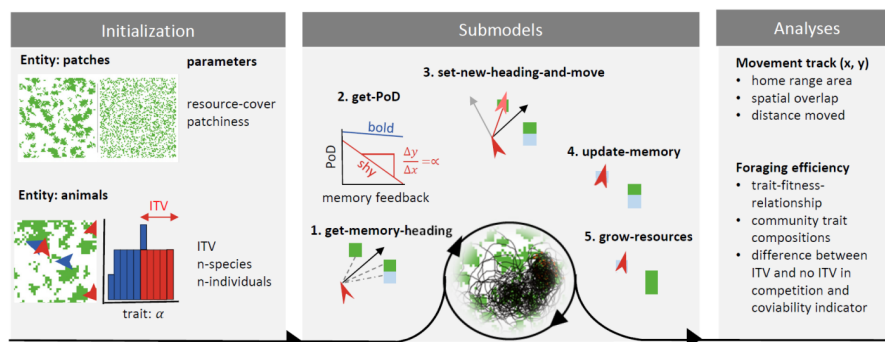 Initialization
Submodels
Analyses
Entity: patches
parameters
resource-cover
patchiness
Entity: animals
ITV
ITV
n-species
n-individuals
trait: α
1. get-memory-heading
2. get-PoD
bold
shy
PoD
Δy
Δx
=∝
memory feedback
3. set-new-heading-and-move
4. update-memory
5. grow-resources
Movement track (x, y)
• home range area
• spatial overlap
• distance moved
Foraging efficiency
• trait-fitness-
relationship
• community trait
compositions
• difference between
ITV and no ITV in
competition and
coviability indicator